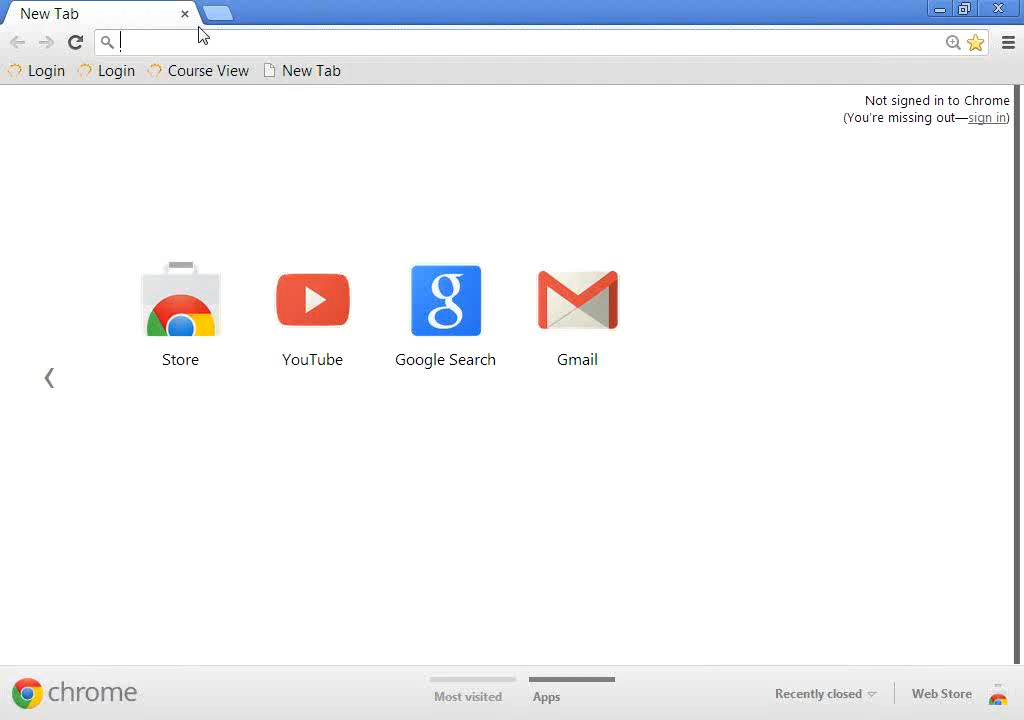 New Tab
Login Login Course View New Tab
Not signed in to Chrome
(You're missing out—sign in)
g
Store YouTube Google Search Gmail
chrome Most visited Apps Recently closed Web Store